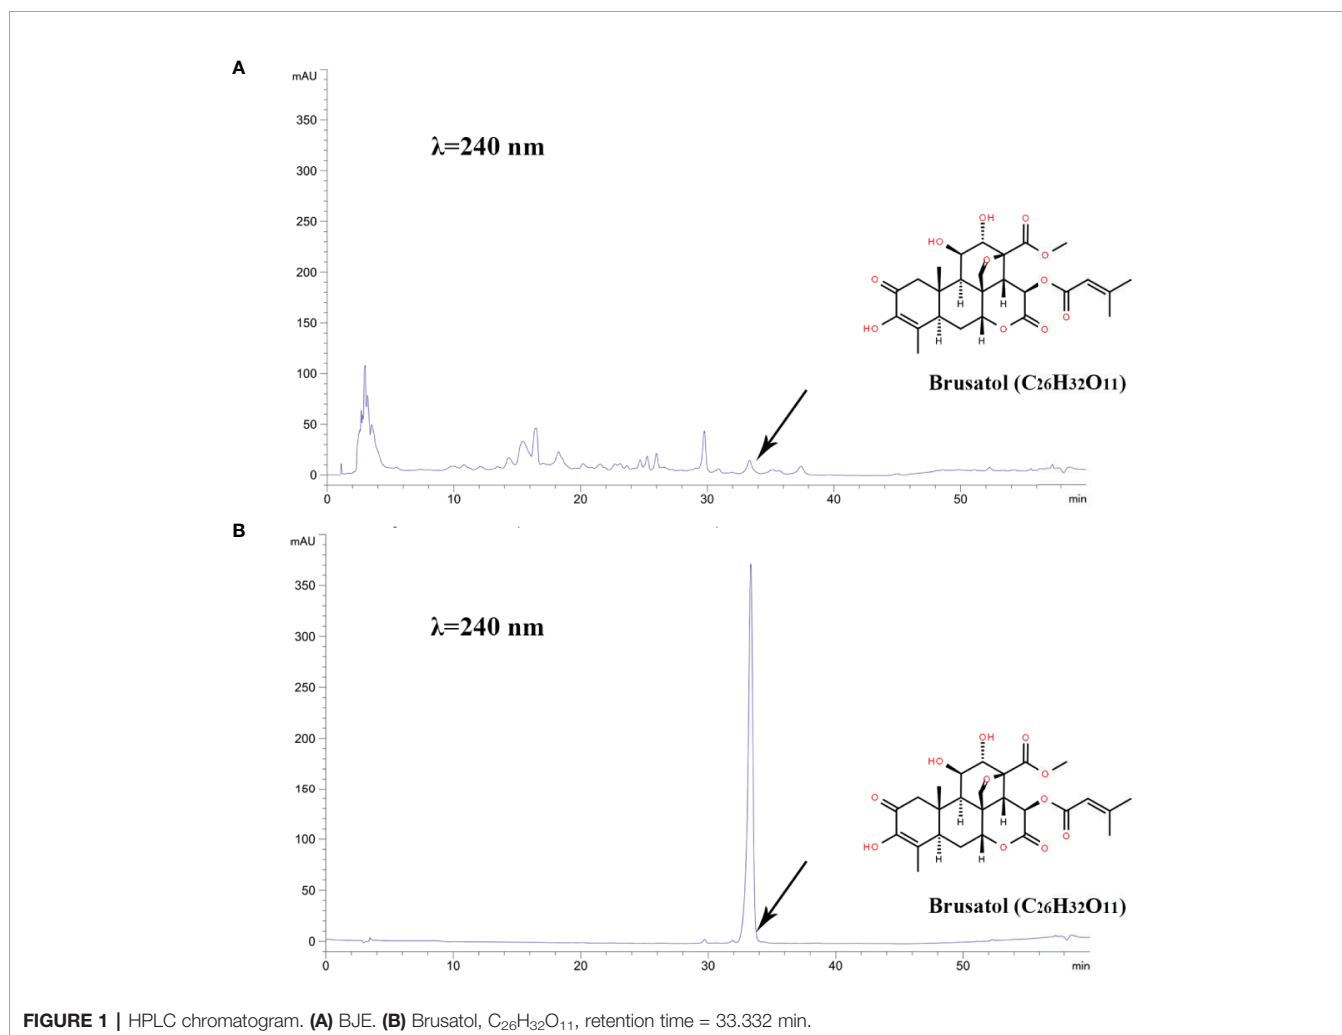 A
mAU
350
λ=240 nm
300
250
OH
O
HO
O
O
200
O
O
H
H
O
150
HO
O
O
O
H
H
100
Brusatol (C26H32O11)
50
0
0 10 20 30 40 50 min
B
mAU
350
λ=240 nm
300
250
200
OH
O
HO
O
O
150
O
O
H
H
O
100
HO
O
O
O
H
H
50
Brusatol (C26H32O11)
0
0 10 20 30 40 50 min
FIGURE 1 | HPLC chromatogram. (A) BJE. (B) Brusatol, C₂₆H₃₂O₁₁, retention time = 33.332 min.